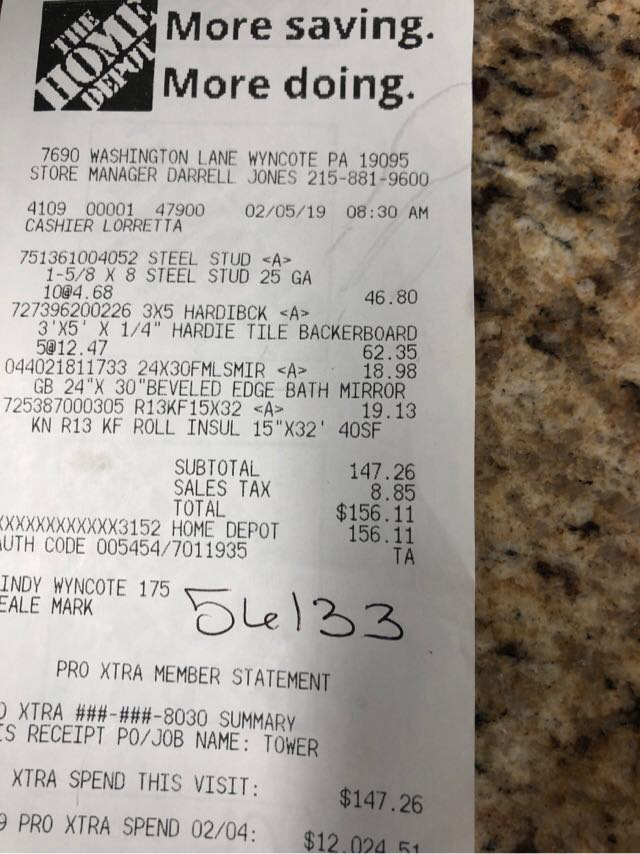 THE HOME DEPOT
More saving.
More doing.
7690 WASHINGTON LANE WYNCOTE PA 19095
STORE MANAGER DARRELL JONES 215-881-9600
4109 00001 47900 02/05/19 08:30 AM
CASHIER LORRETTA
751361004052 STEEL STUD <A>
1-5/8 X 8 STEEL STUD 25 GA
10@4.68 46.80
727396200226 3X5 HARDIBCK <A>
3'X5' X 1/4" HARDIE TILE BACKERBOARD
5@12.47 62.35
044021811733 24X30FMLSMIR <A> 18.98
GB 24"X 30"BEVELED EDGE BATH MIRROR
725387000305 R13KF15X32 <A> 19.13
KN R13 KF ROLL INSUL 15"X32' 40SF
SUBTOTAL 147.26
SALES TAX 8.85
TOTAL $156.11
XXXXXXXXXXXX3152 HOME DEPOT 156.11
AUTH CODE 005454/7011935 TA
INDY WYNCOTE 175
EALE MARK
56133
PRO XTRA MEMBER STATEMENT
O XTRA ###-###-8030 SUMMARY
IS RECEIPT PO/JOB NAME: TOWER
XTRA SPEND THIS VISIT: $147.26
9 PRO XTRA SPEND 02/04: $12,024.51